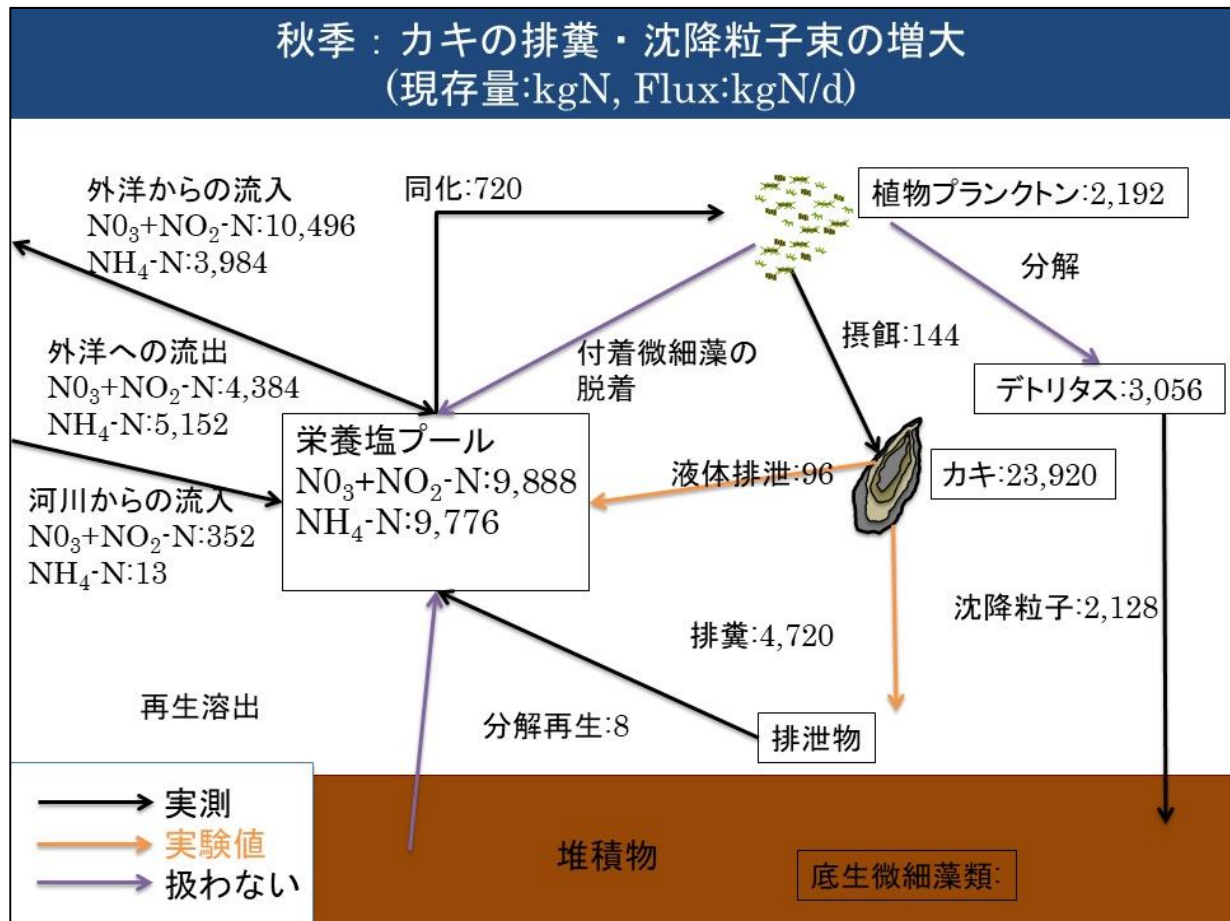 秋季：カキの排糞・沈降粒子束の増大
(現存量:kgN, Flux:kgN/d)
外洋からの流入
N0₃+NO₂-N:10,496
NH₄-N:3,984
同化:720
植物プランクトン:2,192
分解
摂餌:144
付着微細藻の
脱着
外洋への流出
N0₃+NO₂-N:4,384
NH₄-N:5,152
デトリタス:3,056
栄養塩プール
N0₃+NO₂-N:9,888
NH₄-N:9,776
液体排泄:96
カキ:23,920
河川からの流入
N0₃+NO₂-N:352
NH₄-N:13
沈降粒子:2,128
排糞:4,720
再生溶出
分解再生:8
排泄物
実測
実験値
扱わない
堆積物
底生微細藻類: